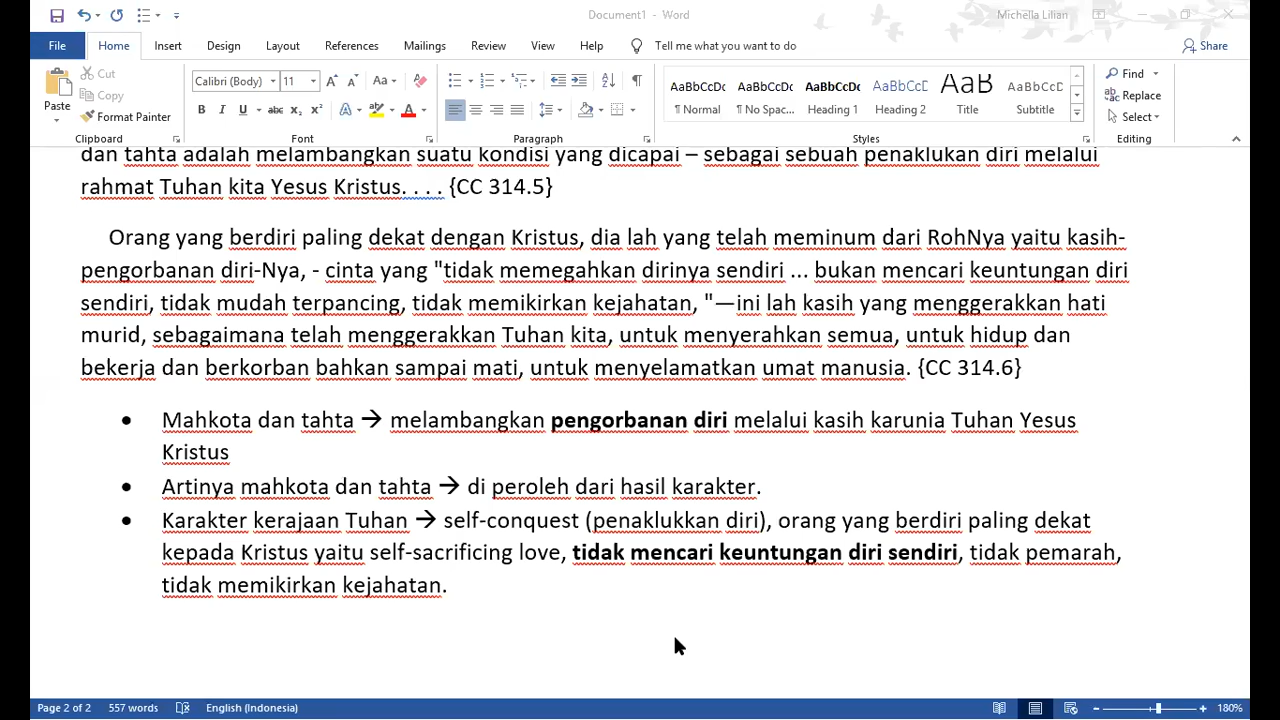 Document1 - Word
Michella Lilian
File Home Insert Design Layout References Mailings Review View Help Tell me what you want to do Share
Cut
Copy
Format Painter
Paste
Calibri (Body) 11
Aa
B I U abc x₂ x² A A
AaBbCcDc AaBbCcDc AaBbCcDc AaBbCcD AaB AaBbCcD
¶ Normal ¶ No Spac... Heading 1 Heading 2 Title Subtitle
Find
Replace
Select
Clipboard Font Paragraph Styles Editing
dan tahta adalah melambangkan suatu kondisi yang dicapai – sebagai sebuah penaklukan diri melalui
rahmat Tuhan kita Yesus Kristus. . . . {CC 314.5}
Orang yang berdiri paling dekat dengan Kristus, dia lah yang telah meminum dari RohNya yaitu kasih-
pengorbanan diri-Nya, - cinta yang "tidak memegahkan dirinya sendiri ... bukan mencari keuntungan diri
sendiri, tidak mudah terpancing, tidak memikirkan kejahatan, "—ini lah kasih yang menggerakkan hati
murid, sebagaimana telah menggerakkan Tuhan kita, untuk menyerahkan semua, untuk hidup dan
bekerja dan berkorban bahkan sampai mati, untuk menyelamatkan umat manusia. {CC 314.6}
• Mahkota dan tahta → melambangkan pengorbanan diri melalui kasih karunia Tuhan Yesus
Kristus
• Artinya mahkota dan tahta → di peroleh dari hasil karakter.
• Karakter kerajaan Tuhan → self-conquest (penaklukkan diri), orang yang berdiri paling dekat
kepada Kristus yaitu self-sacrificing love, tidak mencari keuntungan diri sendiri, tidak pemarah,
tidak memikirkan kejahatan.
Page 2 of 2 557 words English (Indonesia) 180%